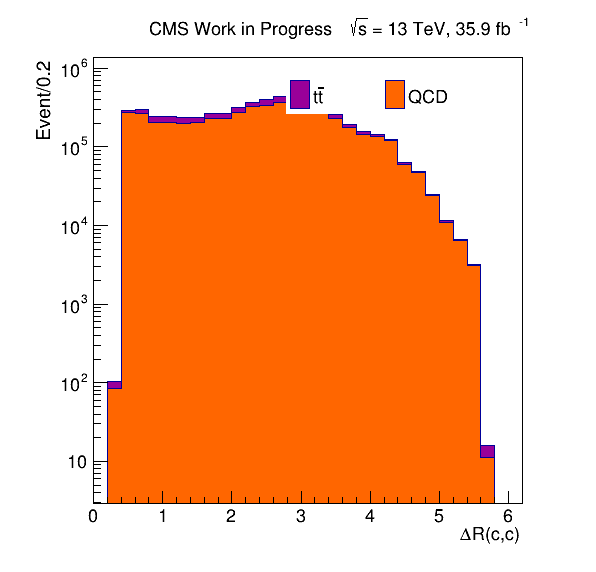 CMS Work in Progress √s = 13 TeV, 35.9 fb⁻¹
Event/0.2
10⁶
10⁵
10⁴
10³
10²
10
tt̄
QCD
0 1 2 3 4 5 6
ΔR(c,c)